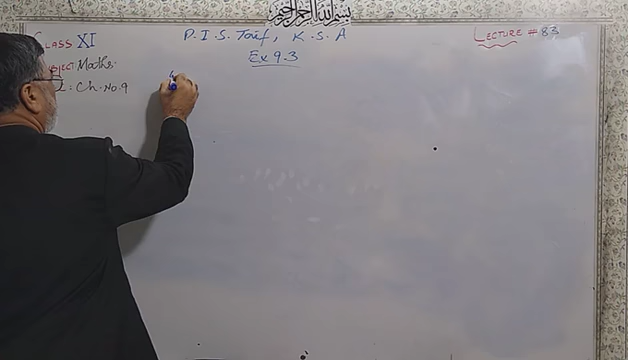 بسم الله الرحمن الرحيم
CLASS XI
P.I.S. Taif, K.S.A
LECTURE # 83
Ex 9.3
SUBJECT: Maths.
: Ch. No. 9